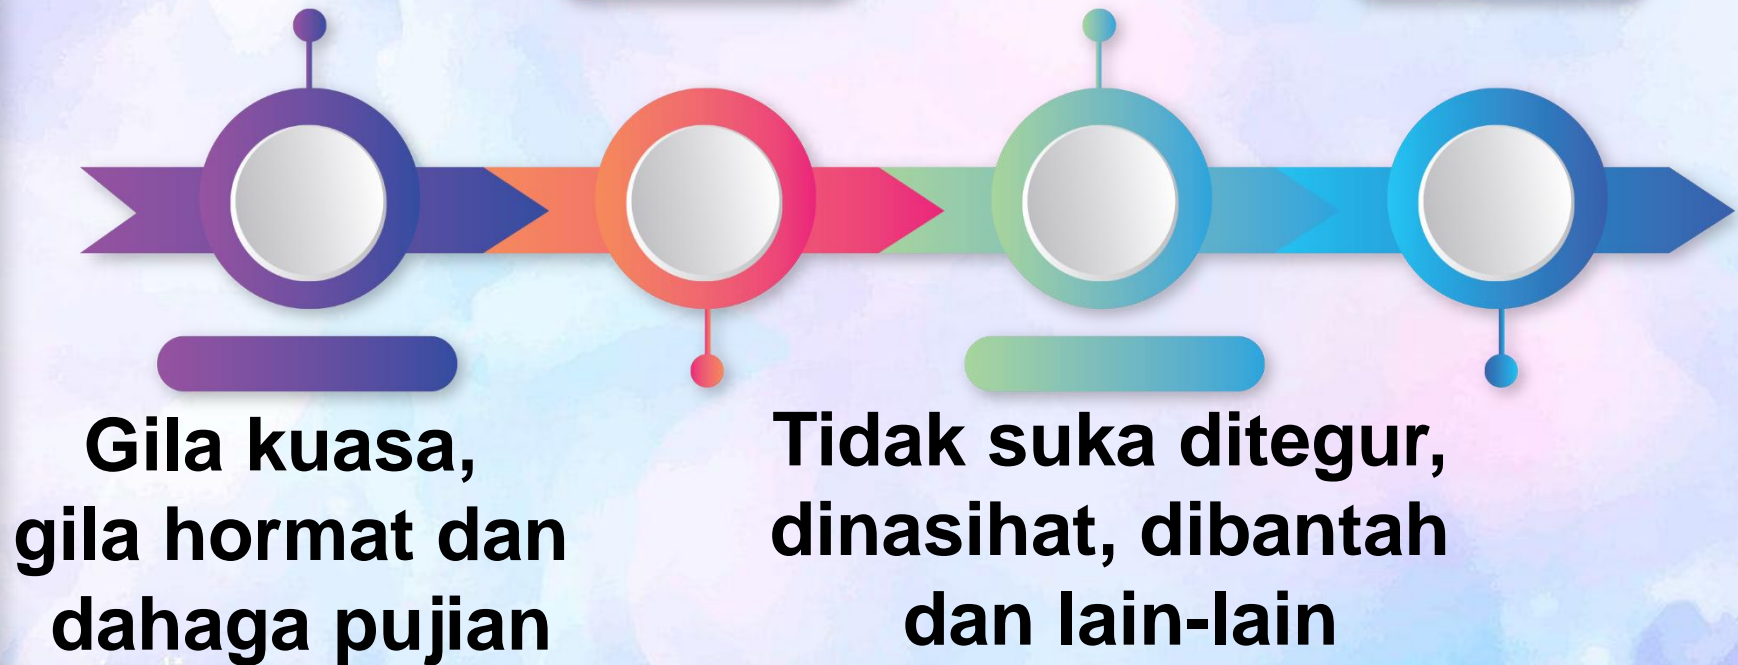 Gila kuasa,
gila hormat dan
dahaga pujian
Tidak suka ditegur,
dinasihat, dibantah
dan lain-lain